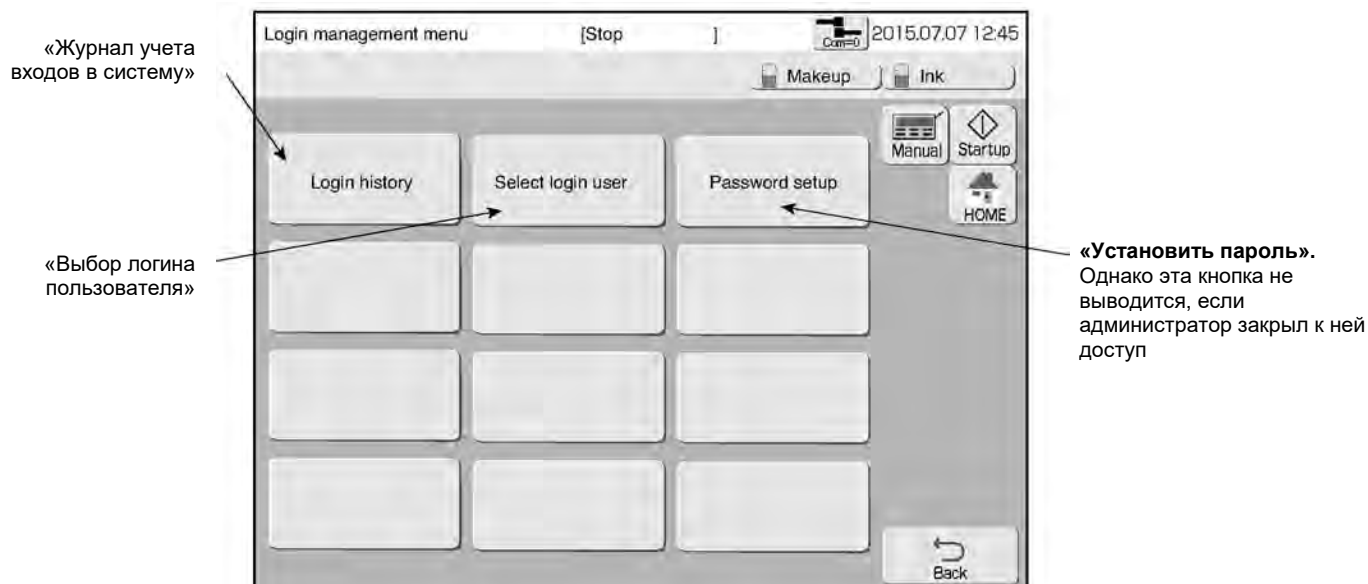 Login management menu [Stop ] Com=0 2015.07.07 12:45
Makeup Ink
Manual Startup
HOME
Login history Select login user Password setup
Back
«Журнал учета
входов в систему»
«Выбор логина
пользователя»
«Установить пароль».
Однако эта кнопка не
выводится, если
администратор закрыл к ней
доступ